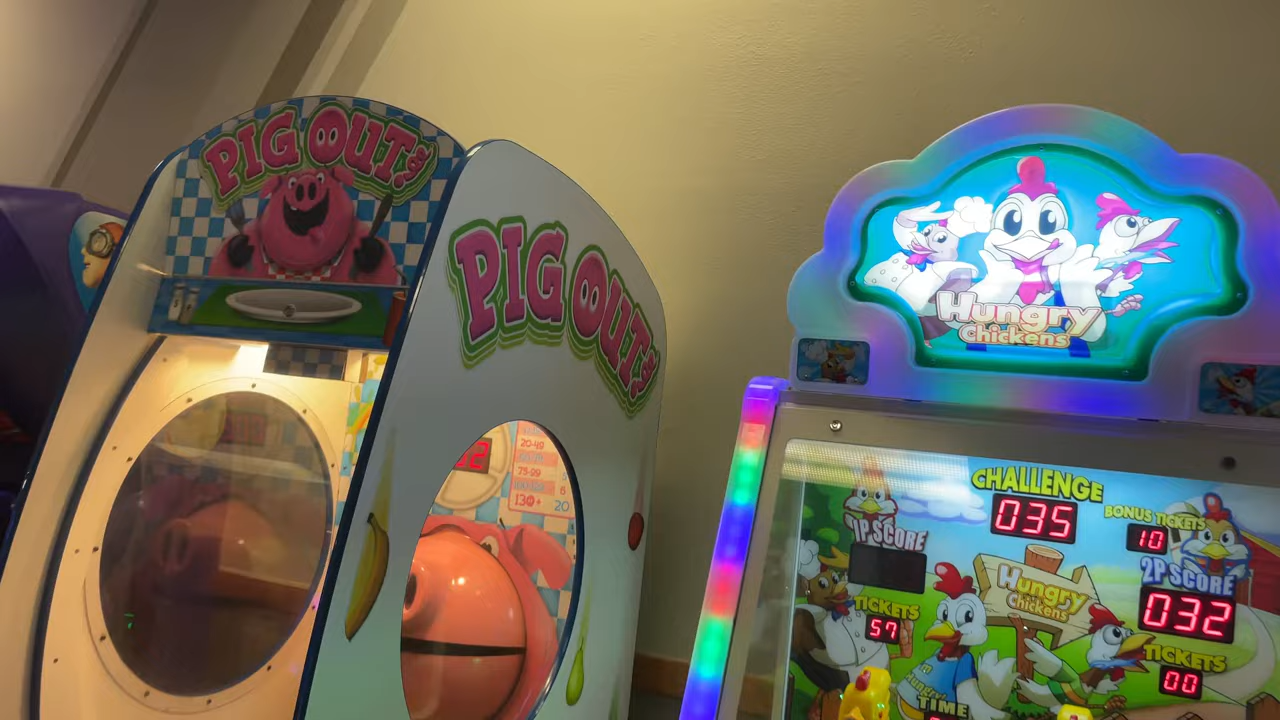 PIG OUT!
PIG OUT!
20-49
75-99
6
130+ 20
Hungry
Chickens
CHALLENGE
035
BONUS TICKETS
10
1P SCORE
2P SCORE
032
Hungry
Chickens
TICKETS
57
TICKETS
00
TIME